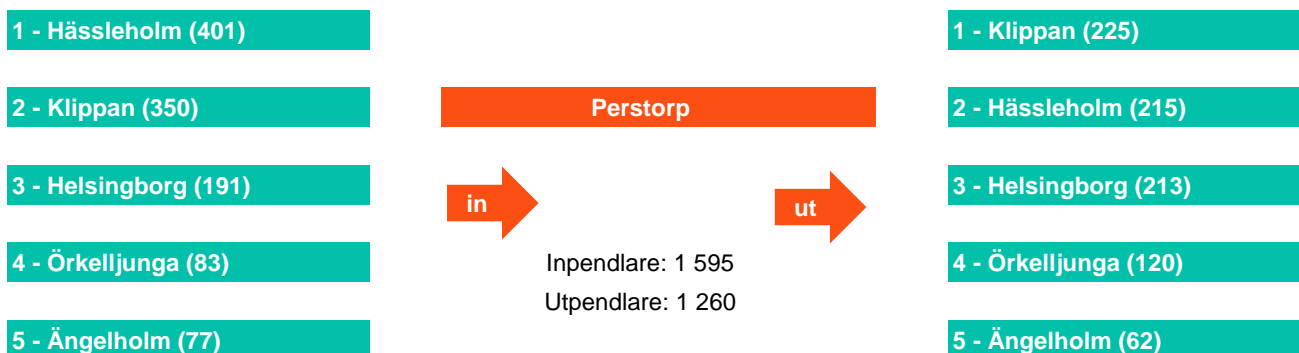 1 - Hässleholm (401)
2 - Klippan (350)
3 - Helsingborg (191)
4 - Örkelljunga (83)
5 - Ängelholm (77)
Perstorp
in
ut
Inpendlare: 1 595
Utpendlare: 1 260
1 - Klippan (225)
2 - Hässleholm (215)
3 - Helsingborg (213)
4 - Örkelljunga (120)
5 - Ängelholm (62)